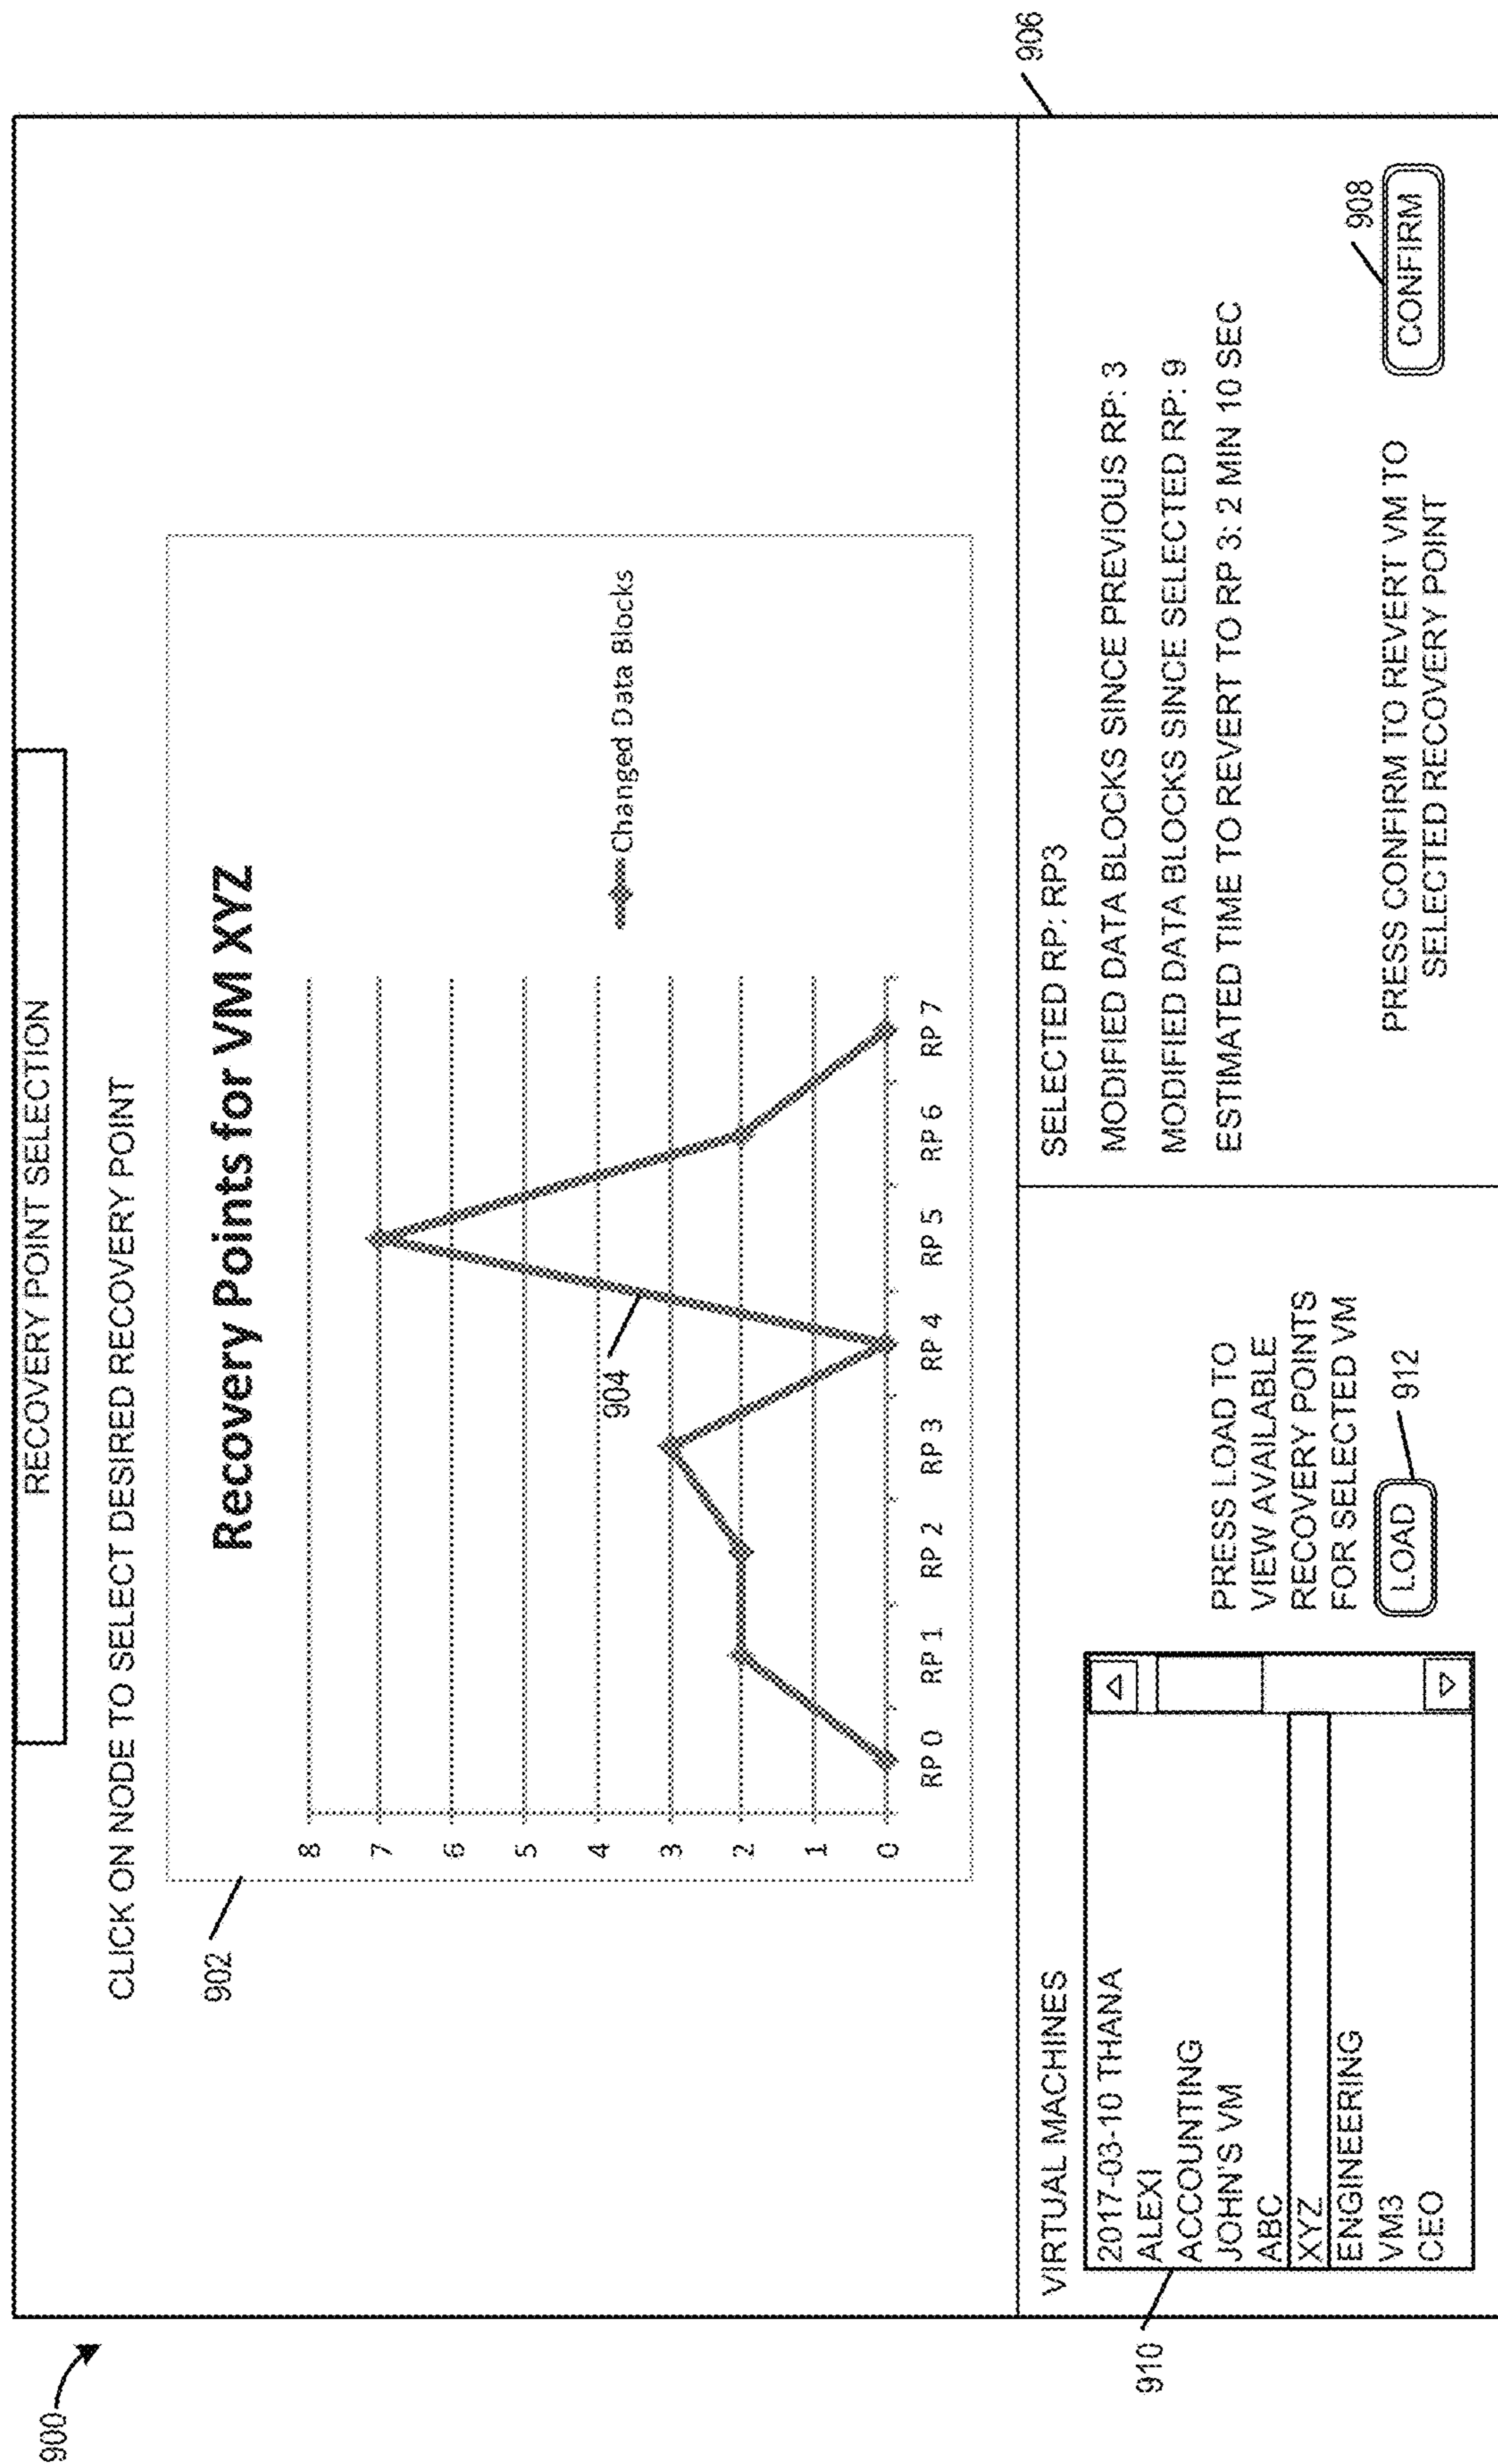 900
RECOVERY POINT SELECTION
CLICK ON NODE TO SELECT DESIRED RECOVERY POINT
902
Recovery Points for VM XYZ
8
7
6
5
4
3
2
1
0
904
Changed Data Blocks
RP 0 RP 1 RP 2 RP 3 RP 4 RP 5 RP 6 RP 7
906
VIRTUAL MACHINES
910
2017-03-10 THANA
ALEXI
ACCOUNTING
JOHN'S VM
ABC
XYZ
ENGINEERING
VM3
CEO
PRESS LOAD TO
VIEW AVAILABLE
RECOVERY POINTS
FOR SELECTED VM
LOAD
912
SELECTED RP: RP3
MODIFIED DATA BLOCKS SINCE PREVIOUS RP: 3
MODIFIED DATA BLOCKS SINCE SELECTED RP: 9
ESTIMATED TIME TO REVERT TO RP 3: 2 MIN 10 SEC
PRESS CONFIRM TO REVERT VM TO
SELECTED RECOVERY POINT
908
CONFIRM